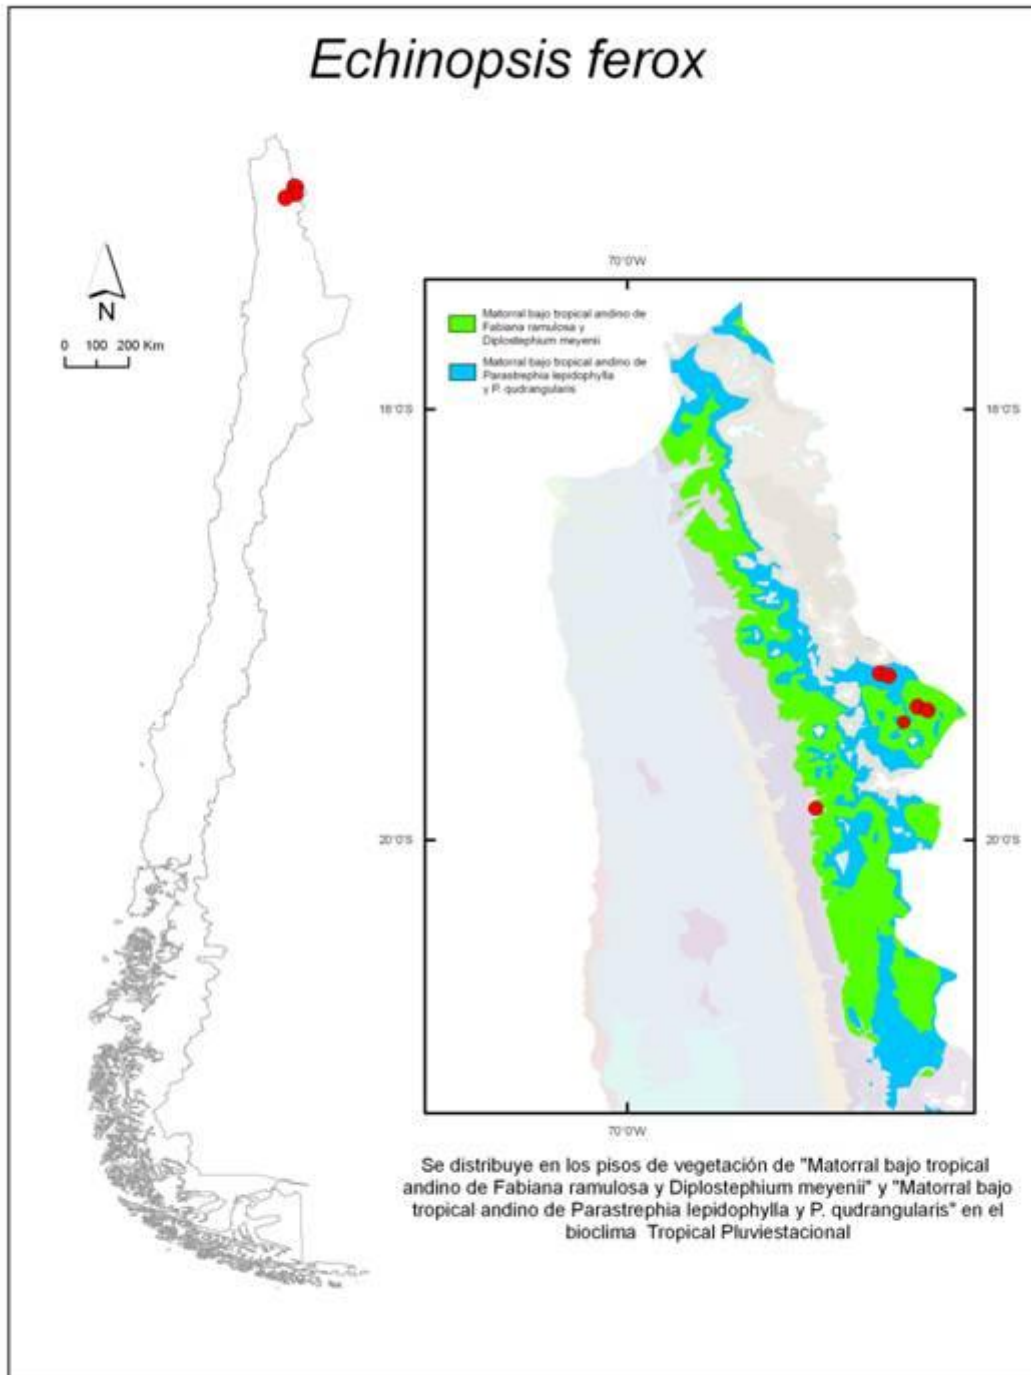 Echinopsis ferox
N
0 100 200 Km
70°0'W
Matorral bajo tropical andino de
Fabiana ramulosa y
Diplostephium meyenii
Matorral bajo tropical andino de
Parastrephia lepidophylla
y P. qudrangularis
18°0'S
18°0'S
20°0'S
20°0'S
70°0'W
Se distribuye en los pisos de vegetación de "Matorral bajo tropical
andino de Fabiana ramulosa y Diplostephium meyenii" y "Matorral bajo
tropical andino de Parastrephia lepidophylla y P. qudrangularis" en el
bioclima Tropical Pluviestacional